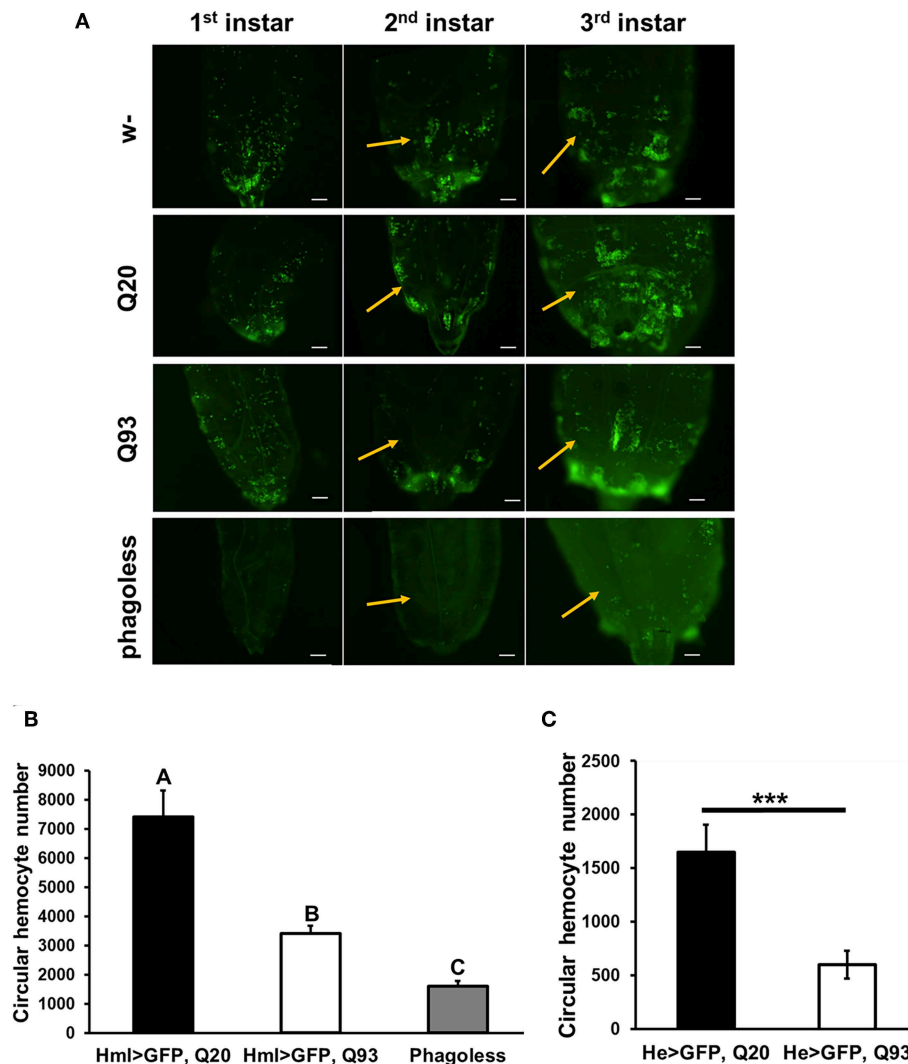 A
1st instar 2nd instar 3rd instar
w-
Q20
Q93
phagoless
B
Circular hemocyte number
9000
8000
7000
6000
5000
4000
3000
2000
1000
0
A
B
C
Hml>GFP, Q20 Hml>GFP, Q93 Phagoless
C
Circular hemocyte number
2500
2000
1500
1000
500
0
***
He>GFP, Q20 He>GFP, Q93